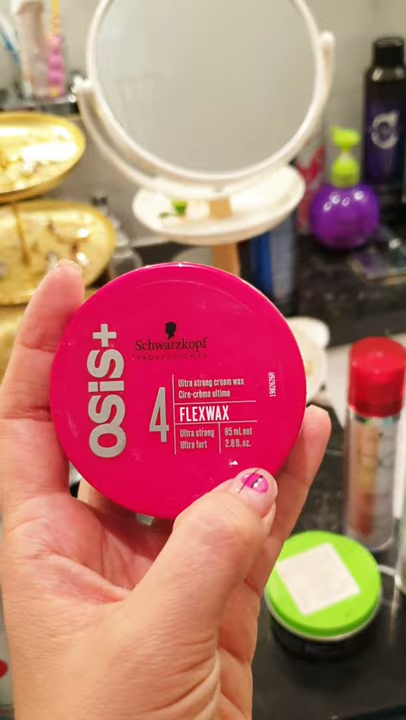 OSiS+
Schwarzkopf
PROFESSIONAL
4
Ultra strong cream wax
Cire-crème ultime
FLEXWAX
Ultra strong
Ultra fort
85 mL net
2.8 fl. oz.